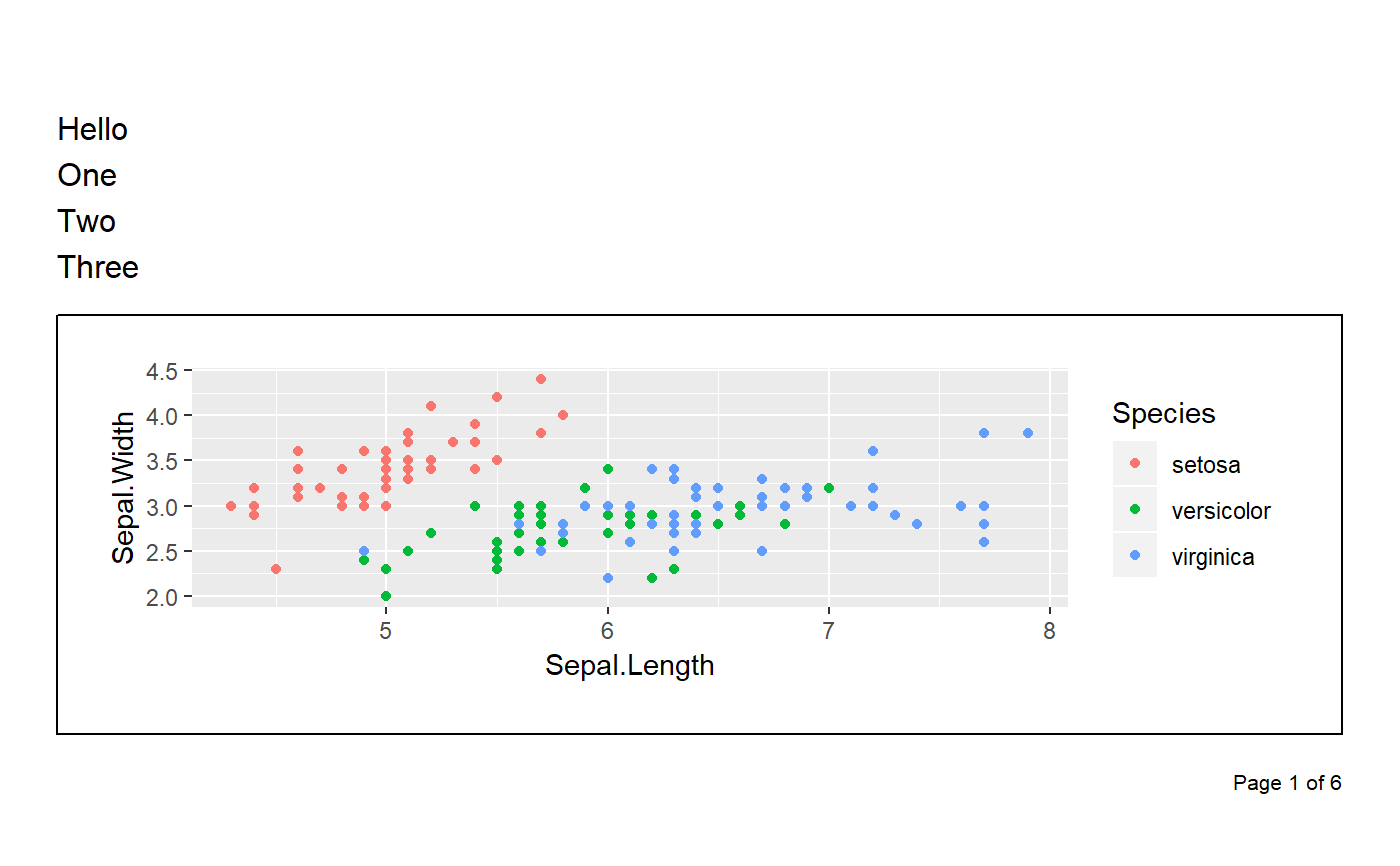 Hello
One
Two
Three
4.5
4.0
3.5
3.0
2.5
2.0
Sepal.Width
5 6 7 8
Sepal.Length
Species
setosa
versicolor
virginica
Page 1 of 6